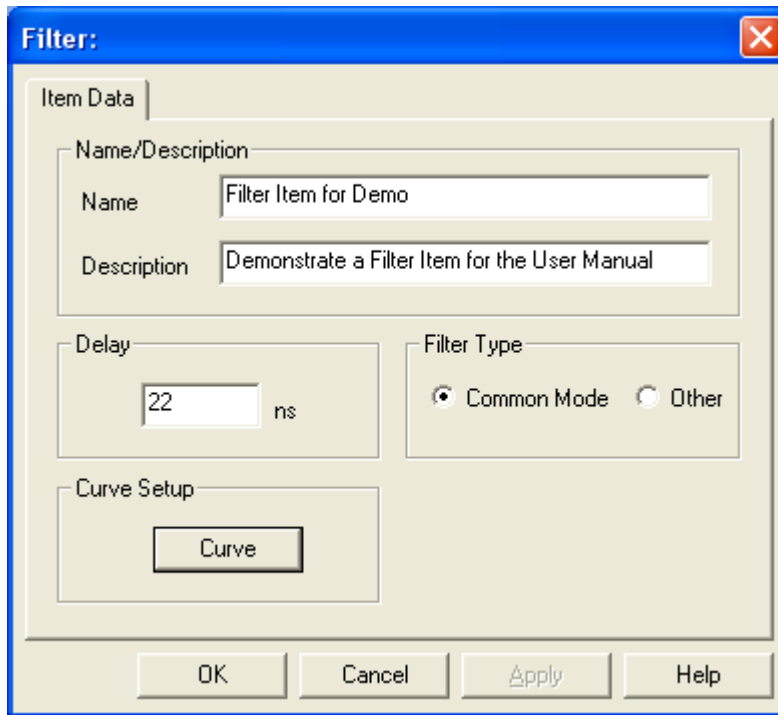 Filter:
Item Data
Name/Description
Name
Filter Item for Demo
Description
Demonstrate a Filter Item for the User Manual
Delay
22
ns
Filter Type
Common Mode
Other
Curve Setup
Curve
OK
Cancel
Apply
Help